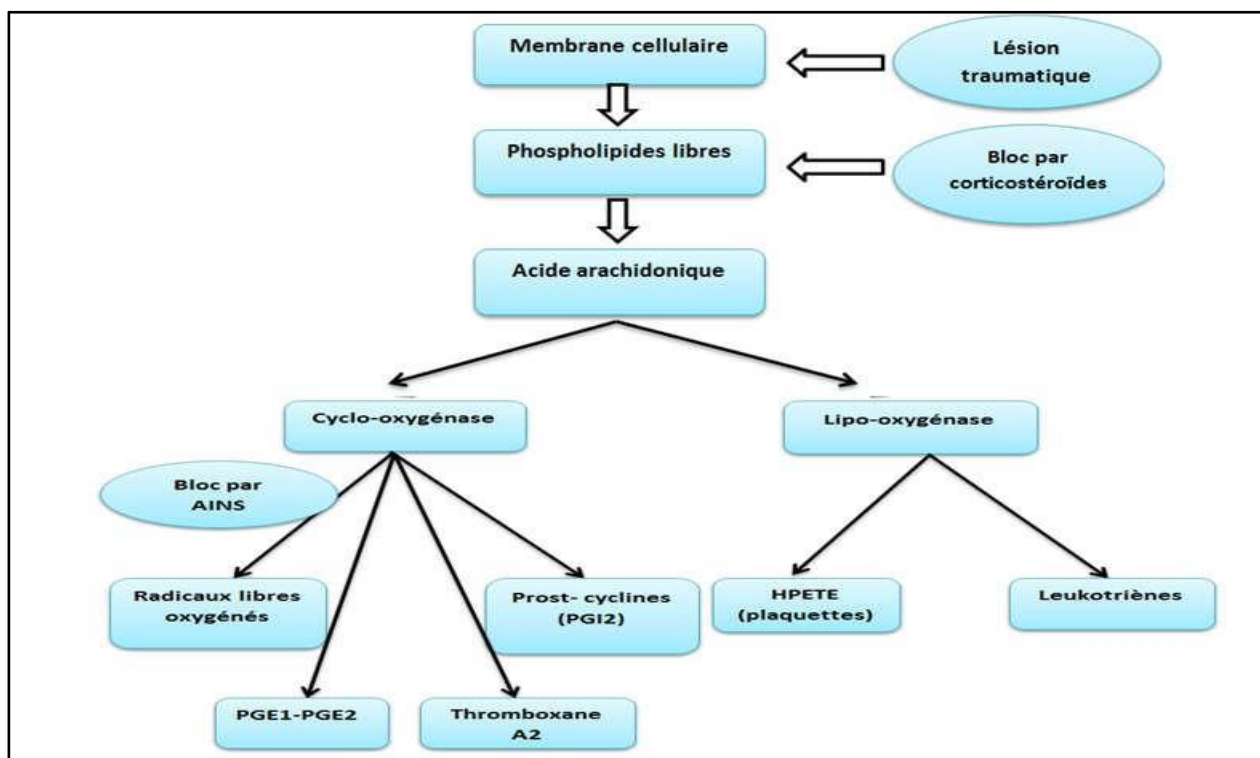 Membrane cellulaire
Lésion
traumatique
Phospholipides libres
Bloc par
corticostéroïdes
Acide arachidonique
Cyclo-oxygénase
Lipo-oxygénase
Bloc par
AINS
Radicaux libres
oxygénés
Prost- cyclines
(PGI2)
HPETE
(plaquettes)
Leukotriènes
PGE1-PGE2
Thromboxane
A2